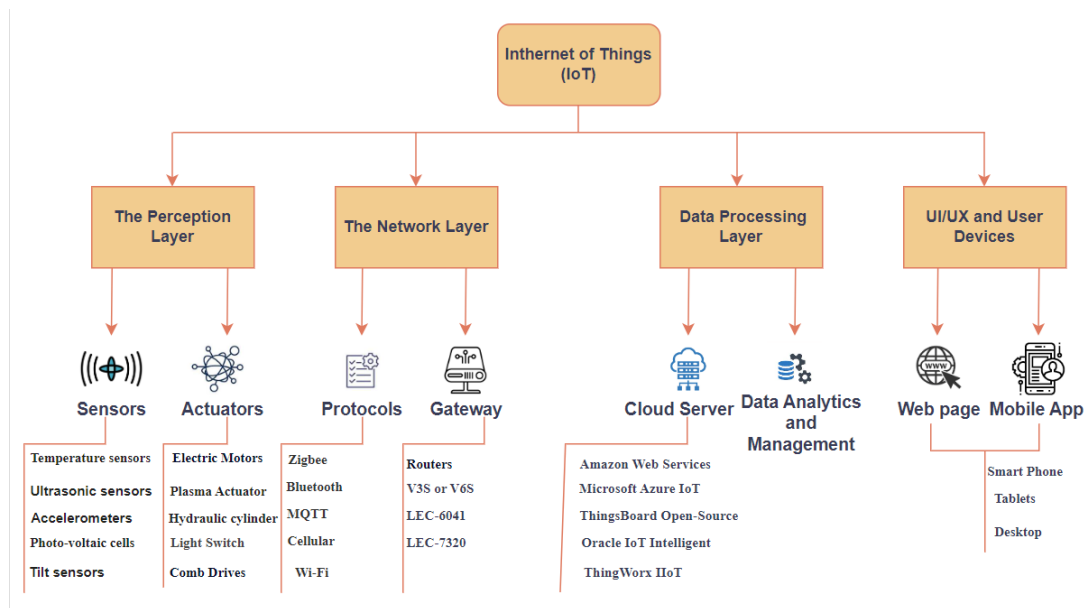 Inthernet of Things
(IoT)
The Perception
Layer
The Network Layer
Data Processing
Layer
UI/UX and User
Devices
Sensors
Actuators
Protocols
Gateway
Cloud Server
Data Analytics
and
Management
WWW
Web page
Mobile App
Temperature sensors
Ultrasonic sensors
Accelerometers
Photo-voltaic cells
Tilt sensors
Electric Motors
Plasma Actuator
Hydraulic cylinder
Light Switch
Comb Drives
Zigbee
Bluetooth
MQTT
Cellular
Wi-Fi
Routers
V3S or V6S
LEC-6041
LEC-7320
Amazon Web Services
Microsoft Azure IoT
ThingsBoard Open-Source
Oracle IoT Intelligent
ThingWorx IIoT
Smart Phone
Tablets
Desktop